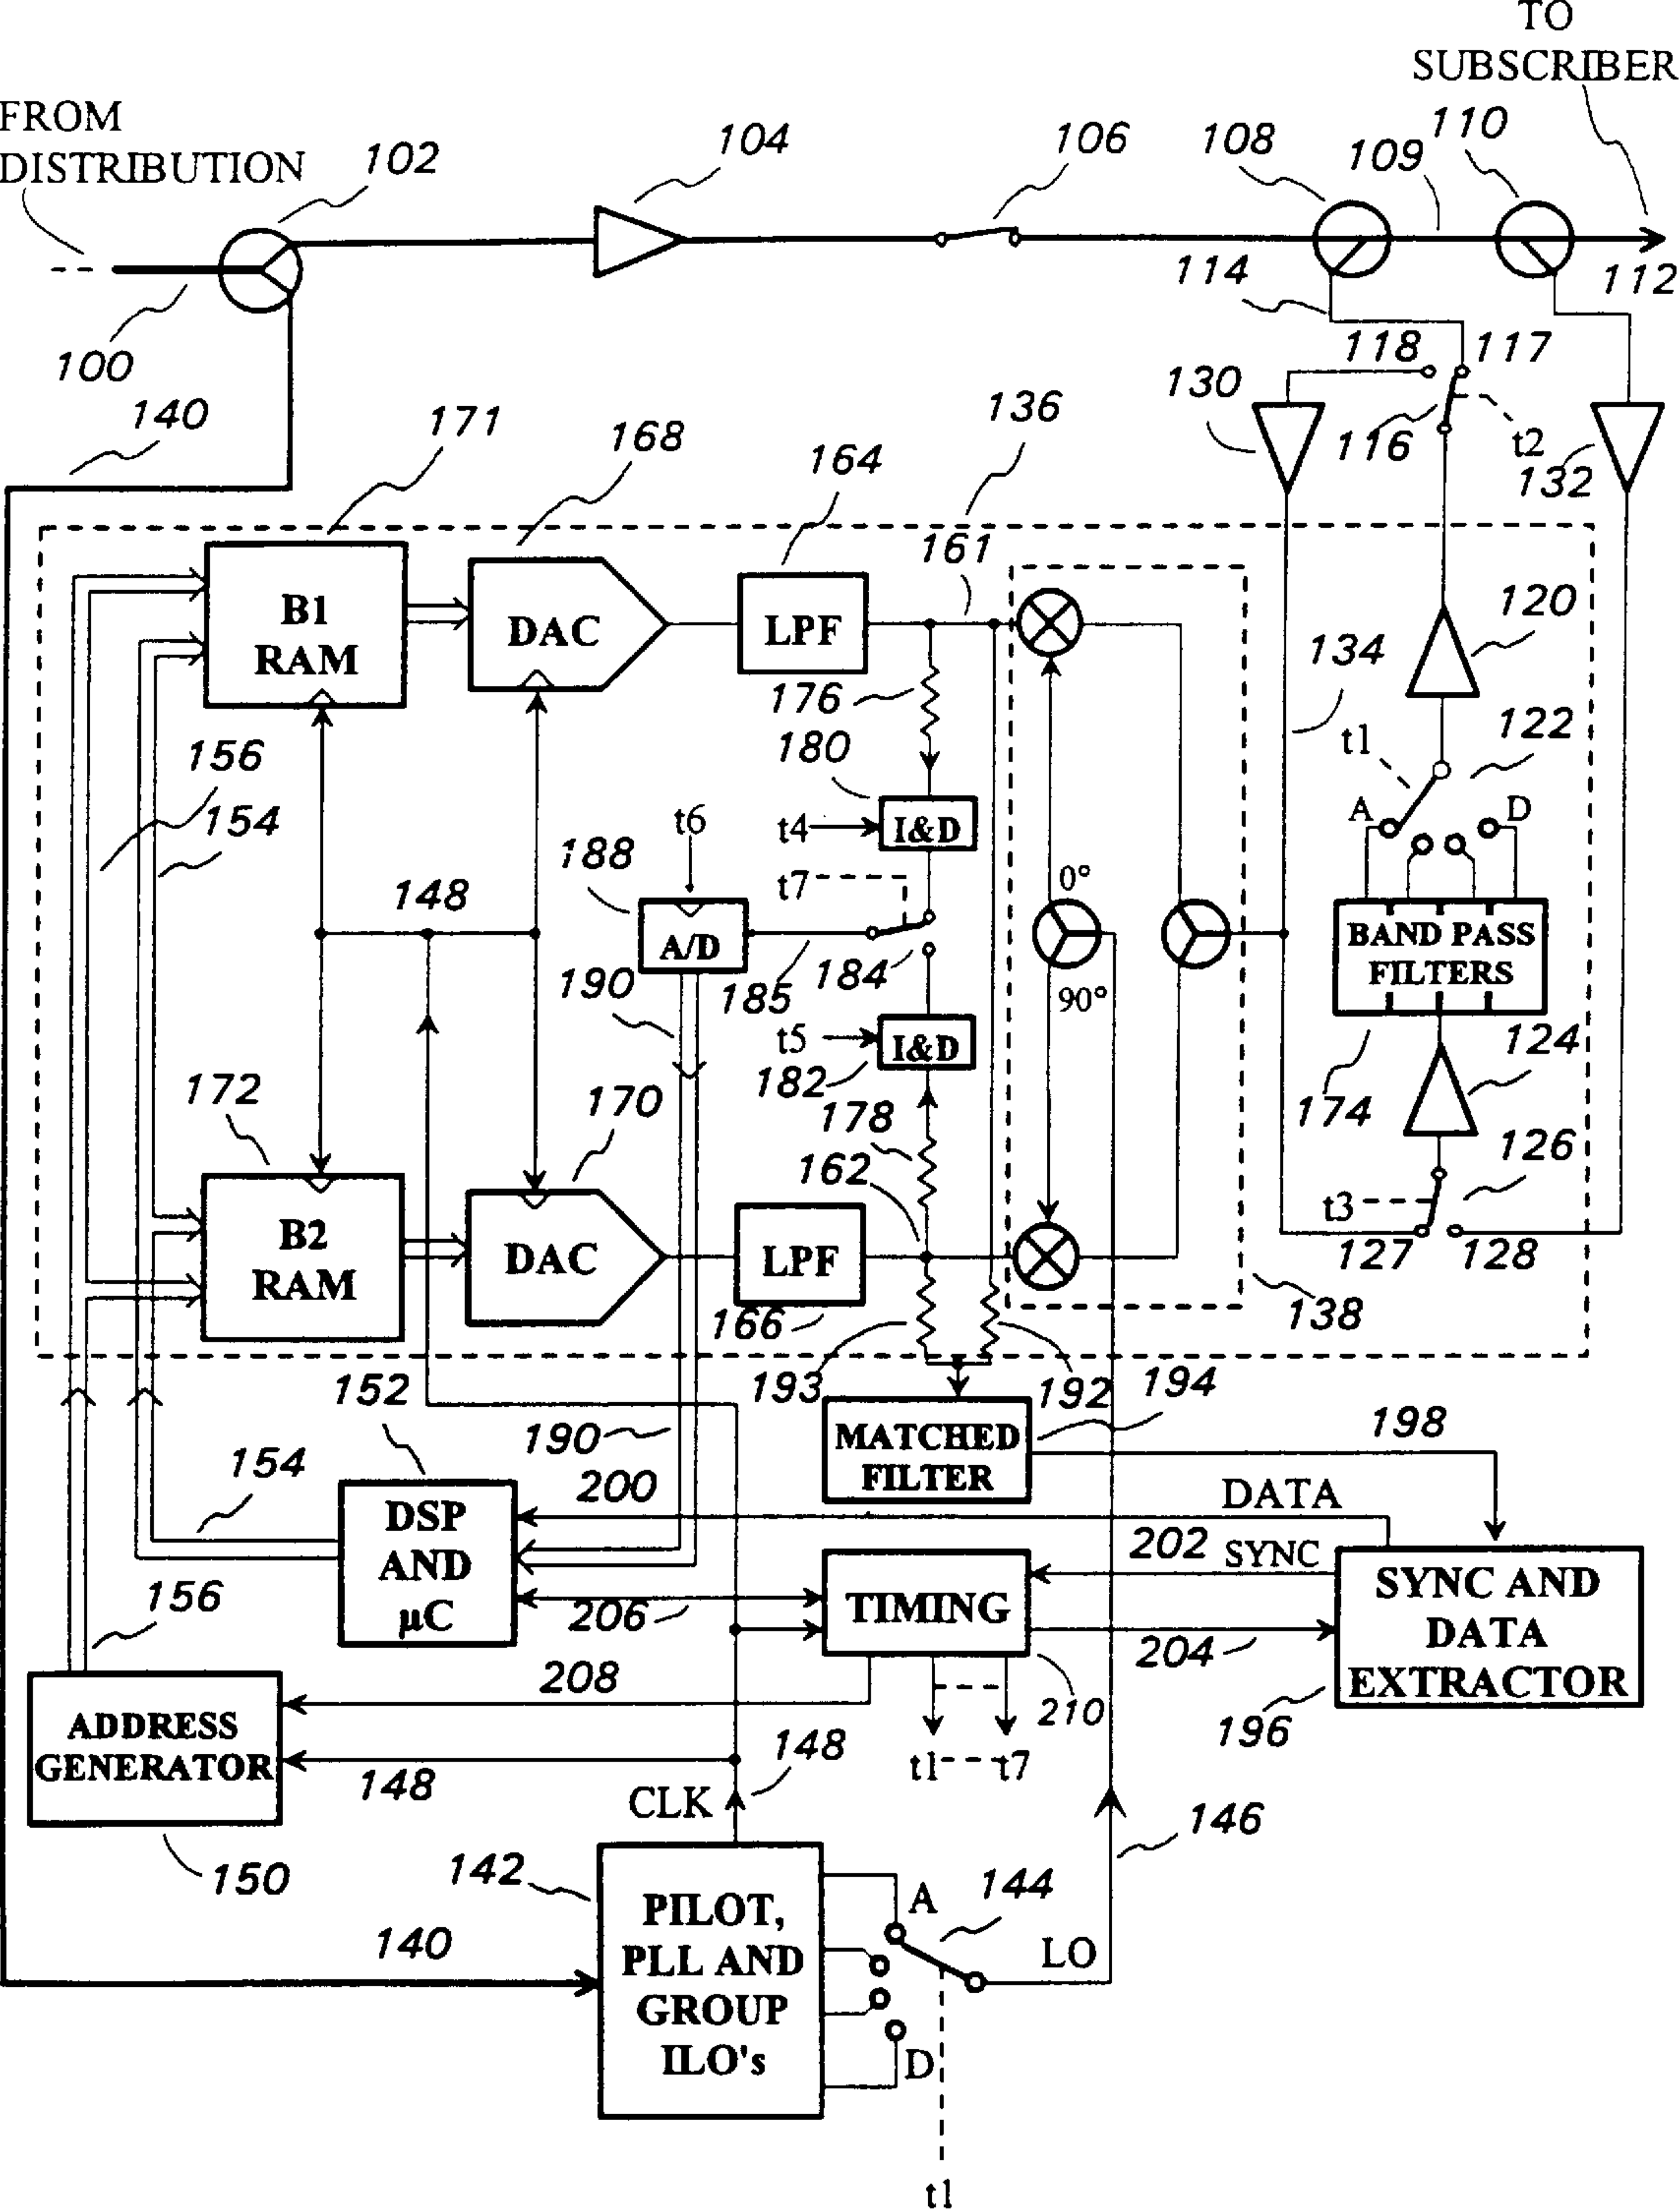 TO
SUBSCRIBER
FROM
DISTRIBUTION
102
104
106
108
109
110
112
100
114
118
117
130
116
t2
132
140
171
168
164
136
161
B1
RAM
DAC
LPF
176
134
120
156
154
180
t1
122
t6
t4
I&D
A
D
188
148
t7
0°
A/D
BAND PASS
FILTERS
190
185
184
90°
t5
I&D
182
172
170
178
174
124
162
126
t3
B2
RAM
DAC
LPF
127
128
166
138
152
193
192
194
190
MATCHED
FILTER
198
154
200
DATA
DSP
AND
µC
202
SYNC
156
206
TIMING
204
SYNC AND
DATA
EXTRACTOR
208
210
196
ADDRESS
GENERATOR
148
148
t1
t7
CLK
146
150
142
144
PILOT,
PLL AND
GROUP
ILO's
A
140
LO
D
t1